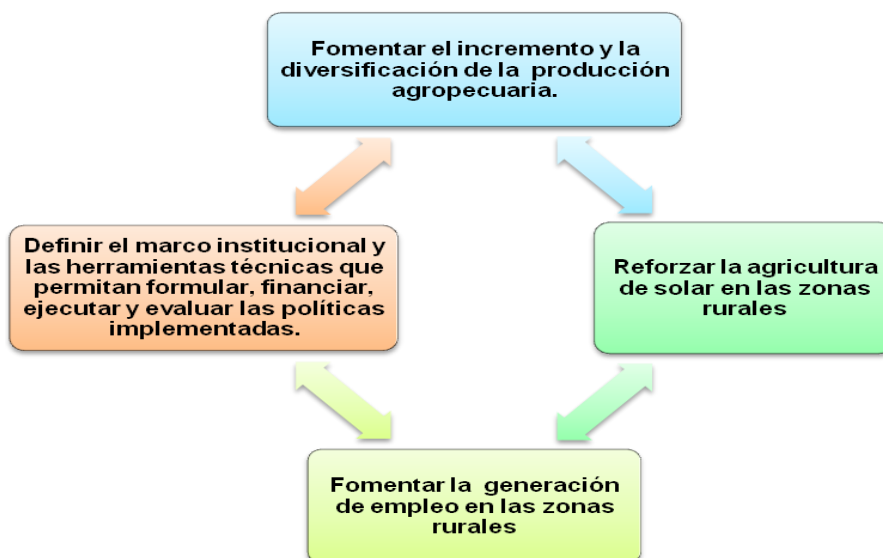 Fomentar el incremento y la
diversificación de la producción
agropecuaria.
Definir el marco institucional y
las herramientas técnicas que
permitan formular, financiar,
ejecutar y evaluar las políticas
implementadas.
Reforzar la agricultura
de solar en las zonas
rurales
Fomentar la generación
de empleo en las zonas
rurales